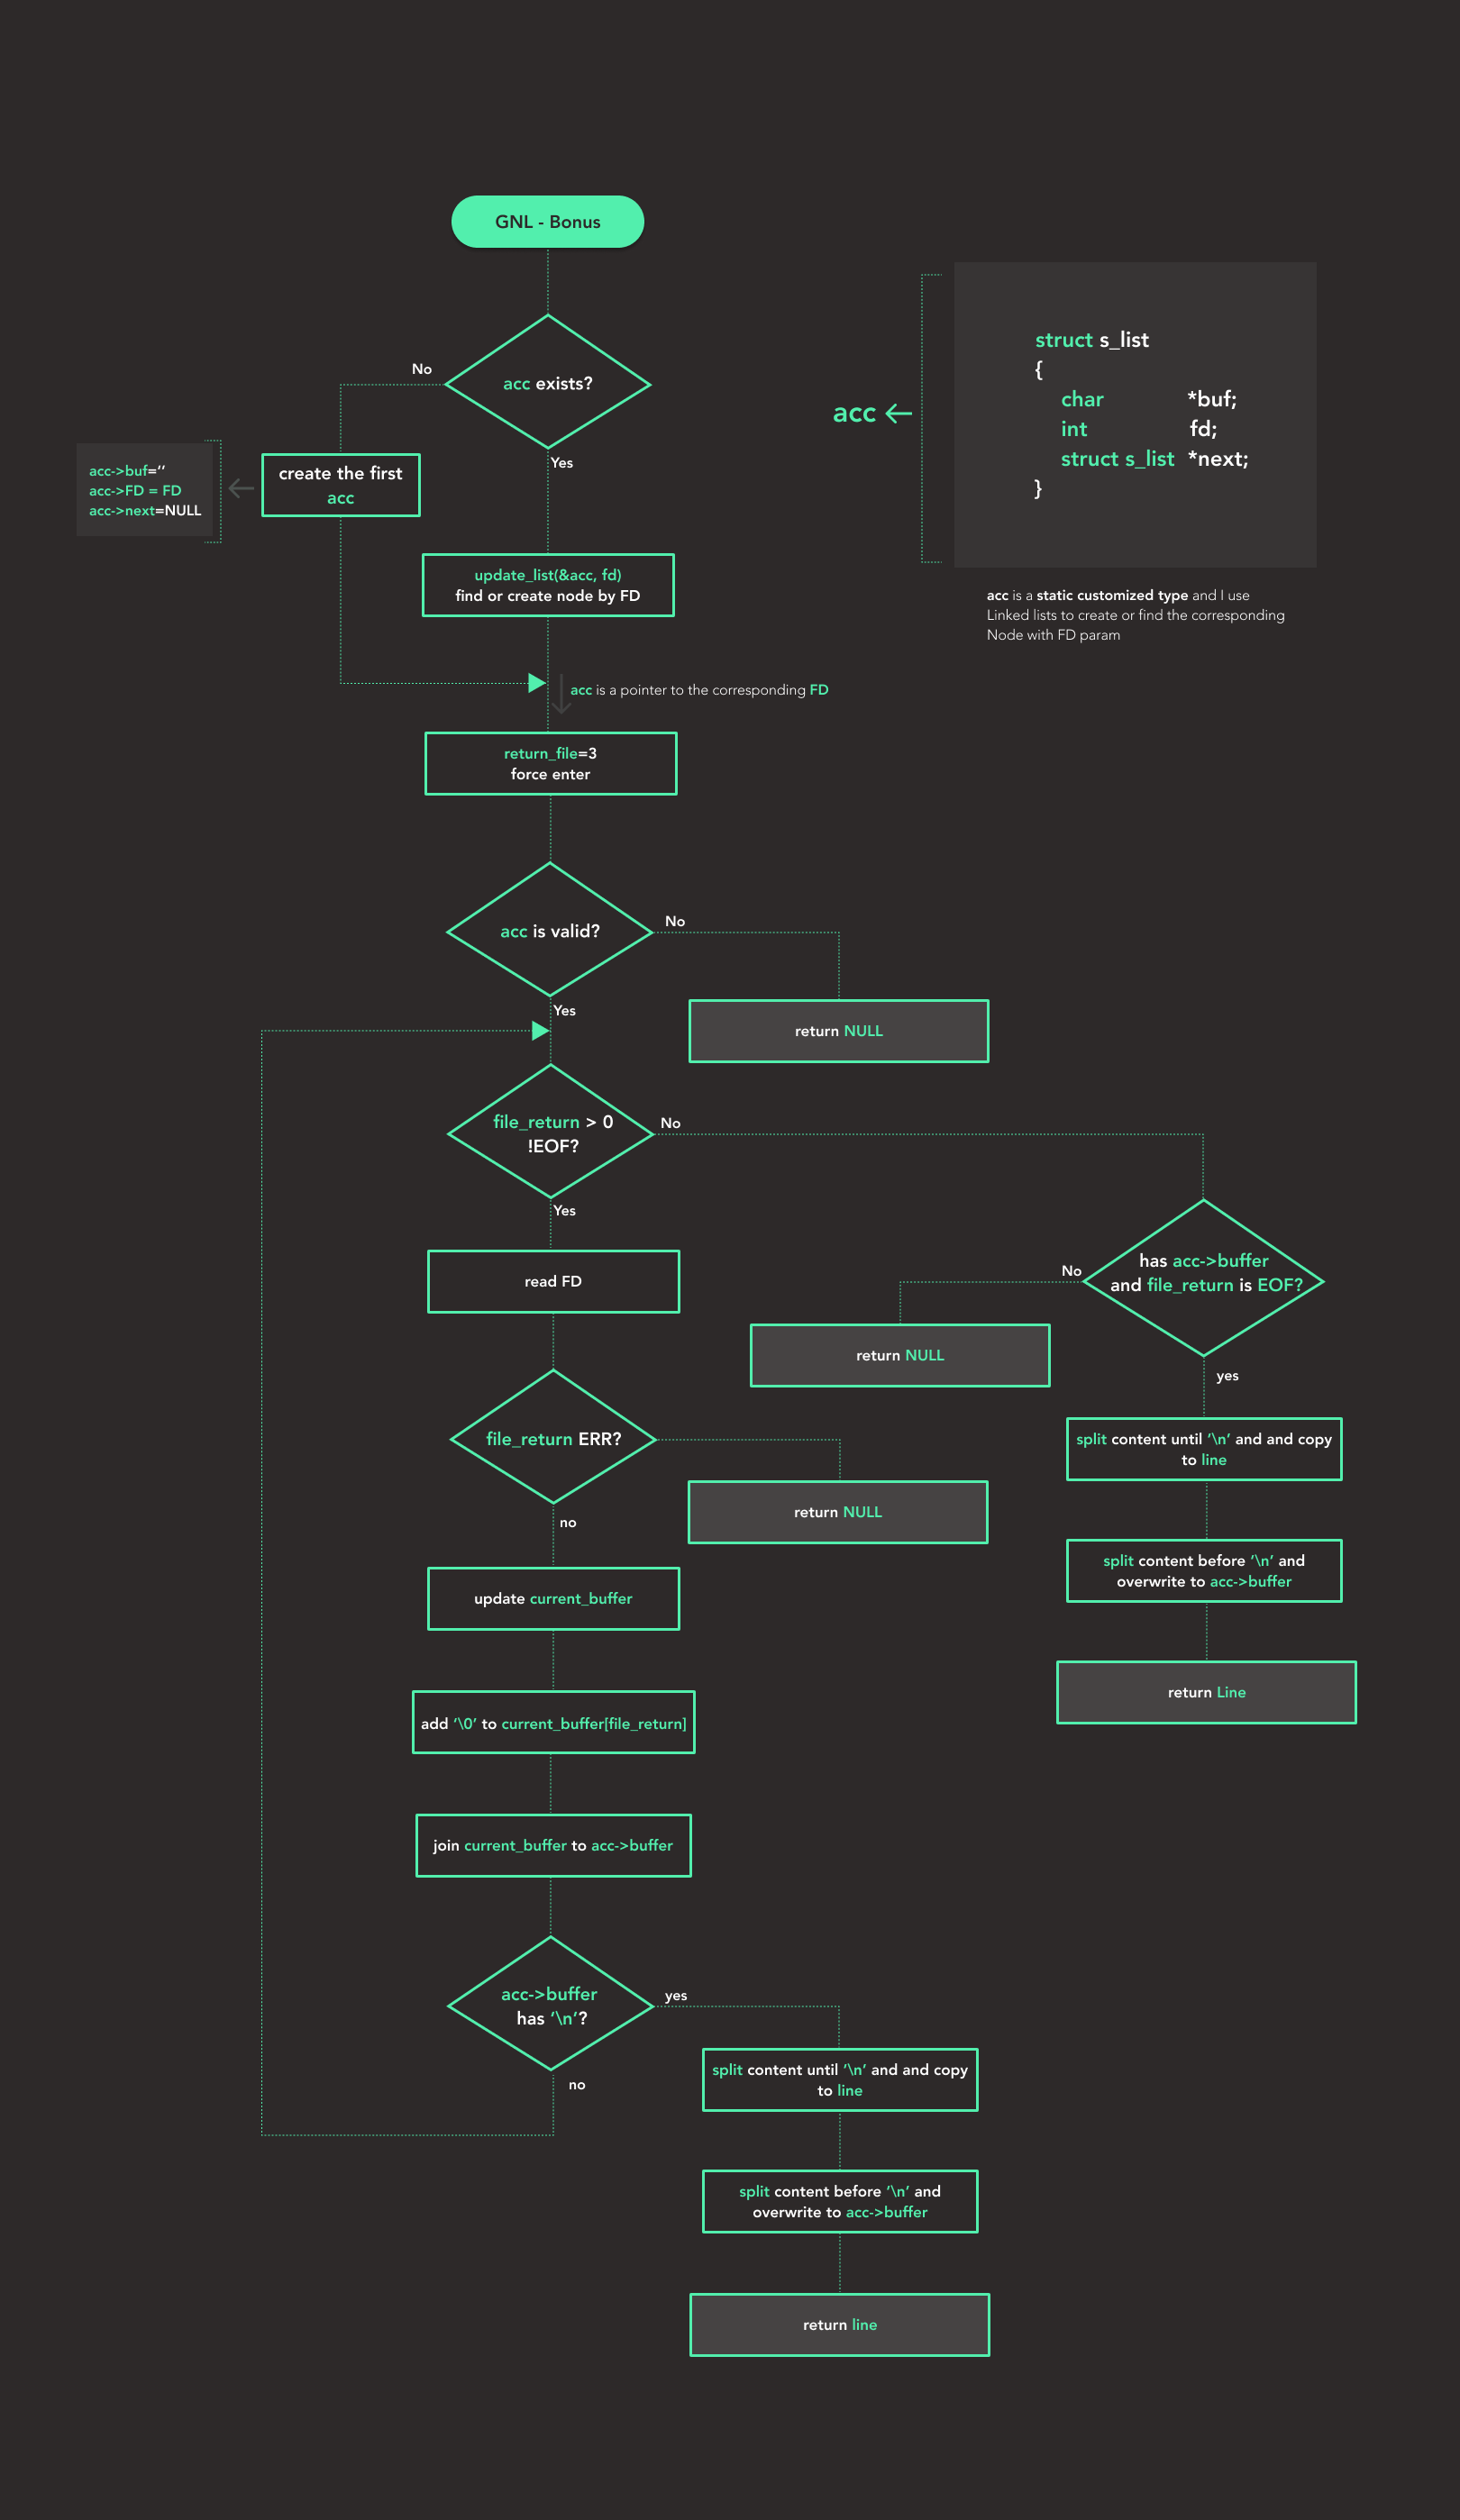 GNL - Bonus
acc exists?
No
Yes
create the first
acc
acc->buf=‘‘
acc->FD = FD
acc->next=NULL
struct s_list
{
char *buf;
int fd;
struct s_list *next;
}
acc
acc is a static customized type and I use
Linked lists to create or find the corresponding
Node with FD param
update_list(&acc, fd)
find or create node by FD
acc is a pointer to the corresponding FD
return_file=3
force enter
acc is valid?
No
return NULL
Yes
file_return > 0
!EOF?
No
Yes
has acc->buffer
and file_return is EOF?
No
return NULL
yes
split content until ‘\n’ and and copy
to line
split content before ‘\n’ and
overwrite to acc->buffer
return Line
read FD
file_return ERR?
return NULL
no
update current_buffer
add ‘\0’ to current_buffer[file_return]
join current_buffer to acc->buffer
acc->buffer
has ‘\n’?
yes
no
split content until ‘\n’ and and copy
to line
split content before ‘\n’ and
overwrite to acc->buffer
return line